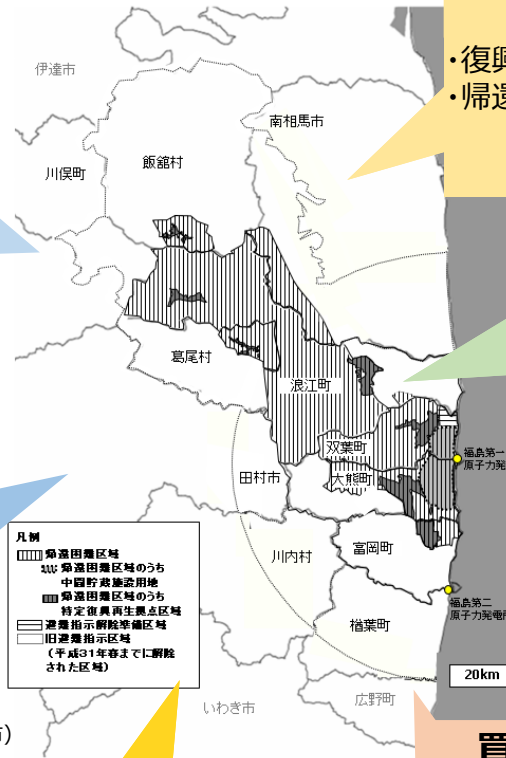 ・復興
・帰還
伊達市
南相馬市
飯舘村
川俣町
葛尾村
浪江町
双葉町
大熊町
福島第一
原子力発
田村市
富岡町
川内村
福島第二
原子力発電所
楢葉町
20km
いわき市
広野町
凡例
帰還困難区域
帰還困難区域のうち
中間貯蔵施設用地
帰還困難区域のうち
特定復興再生拠点区域
避難指示解除準備区域
旧避難指示区域
(平成31年春までに解除
された区域)
市)
買